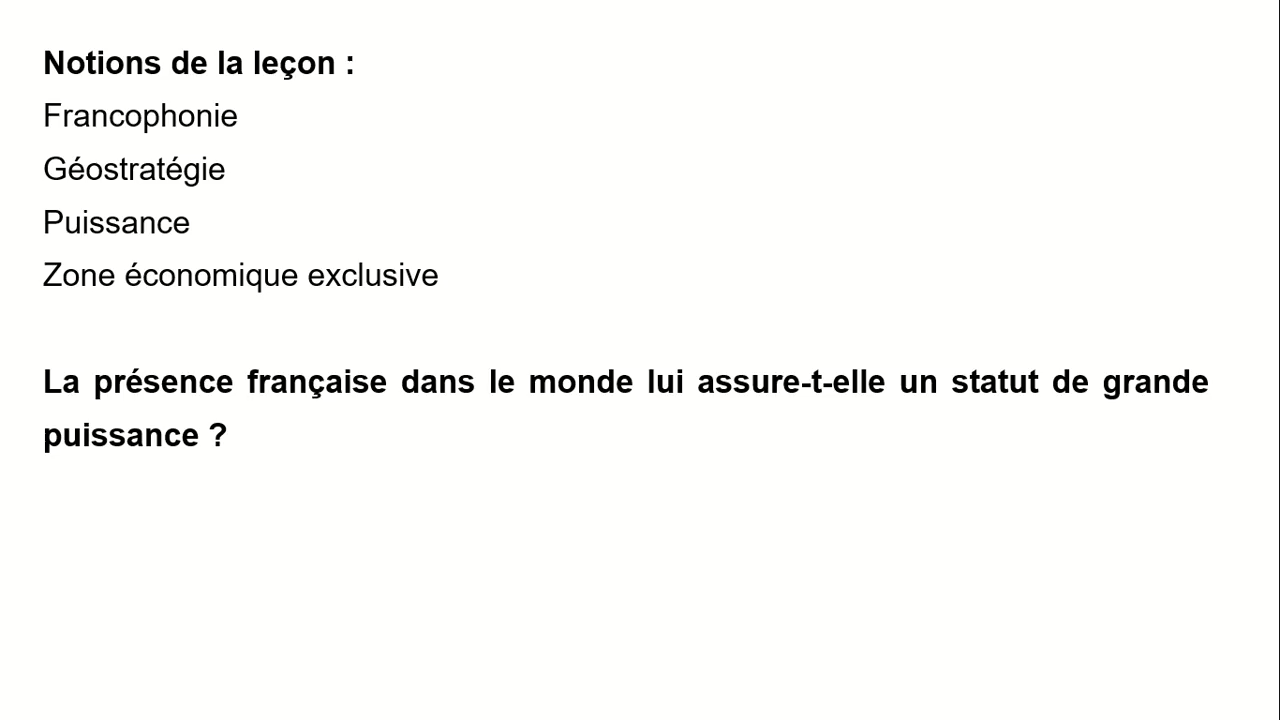 Notions de la leçon :
Francophonie
Géostratégie
Puissance
Zone économique exclusive
La présence française dans le monde lui assure-t-elle un statut de grande
puissance ?